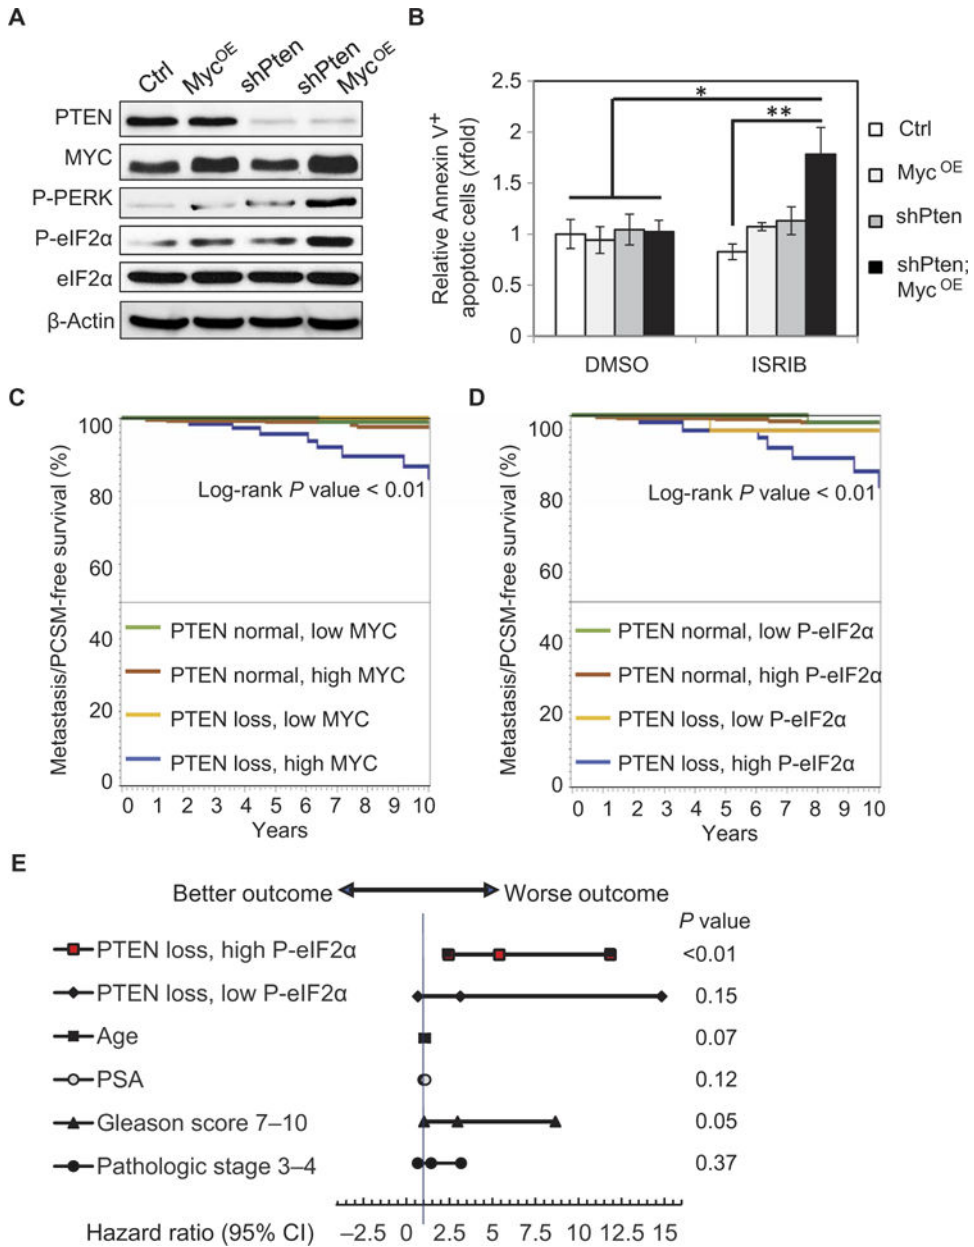 A
Ctrl
Myc^OE
shPten
shPten
Myc^OE
PTEN
MYC
P-PERK
P-eIF2α
eIF2α
β-Actin
B
Relative Annexin V+
apoptotic cells (xfold)
2.5
2
1.5
1
0.5
0
*
**
DMSO
ISRIB
Ctrl
Myc^OE
shPten
shPten;
Myc^OE
C
Metastasis/PCSM-free survival (%)
100
80
60
40
20
0
Log-rank P value < 0.01
PTEN normal, low MYC
PTEN normal, high MYC
PTEN loss, low MYC
PTEN loss, high MYC
0 1 2 3 4 5 6 7 8 9 10
Years
D
Metastasis/PCSM-free survival (%)
100
80
60
40
20
0
Log-rank P value < 0.01
PTEN normal, low P-eIF2α
PTEN normal, high P-eIF2α
PTEN loss, low P-eIF2α
PTEN loss, high P-eIF2α
0 1 2 3 4 5 6 7 8 9 10
Years
E
Better outcome
Worse outcome
P value
PTEN loss, high P-eIF2α <0.01
PTEN loss, low P-eIF2α 0.15
Age 0.07
PSA 0.12
Gleason score 7–10 0.05
Pathologic stage 3–4 0.37
Hazard ratio (95% CI) −2.5 0 2.5 5 7.5 10 12.5 15